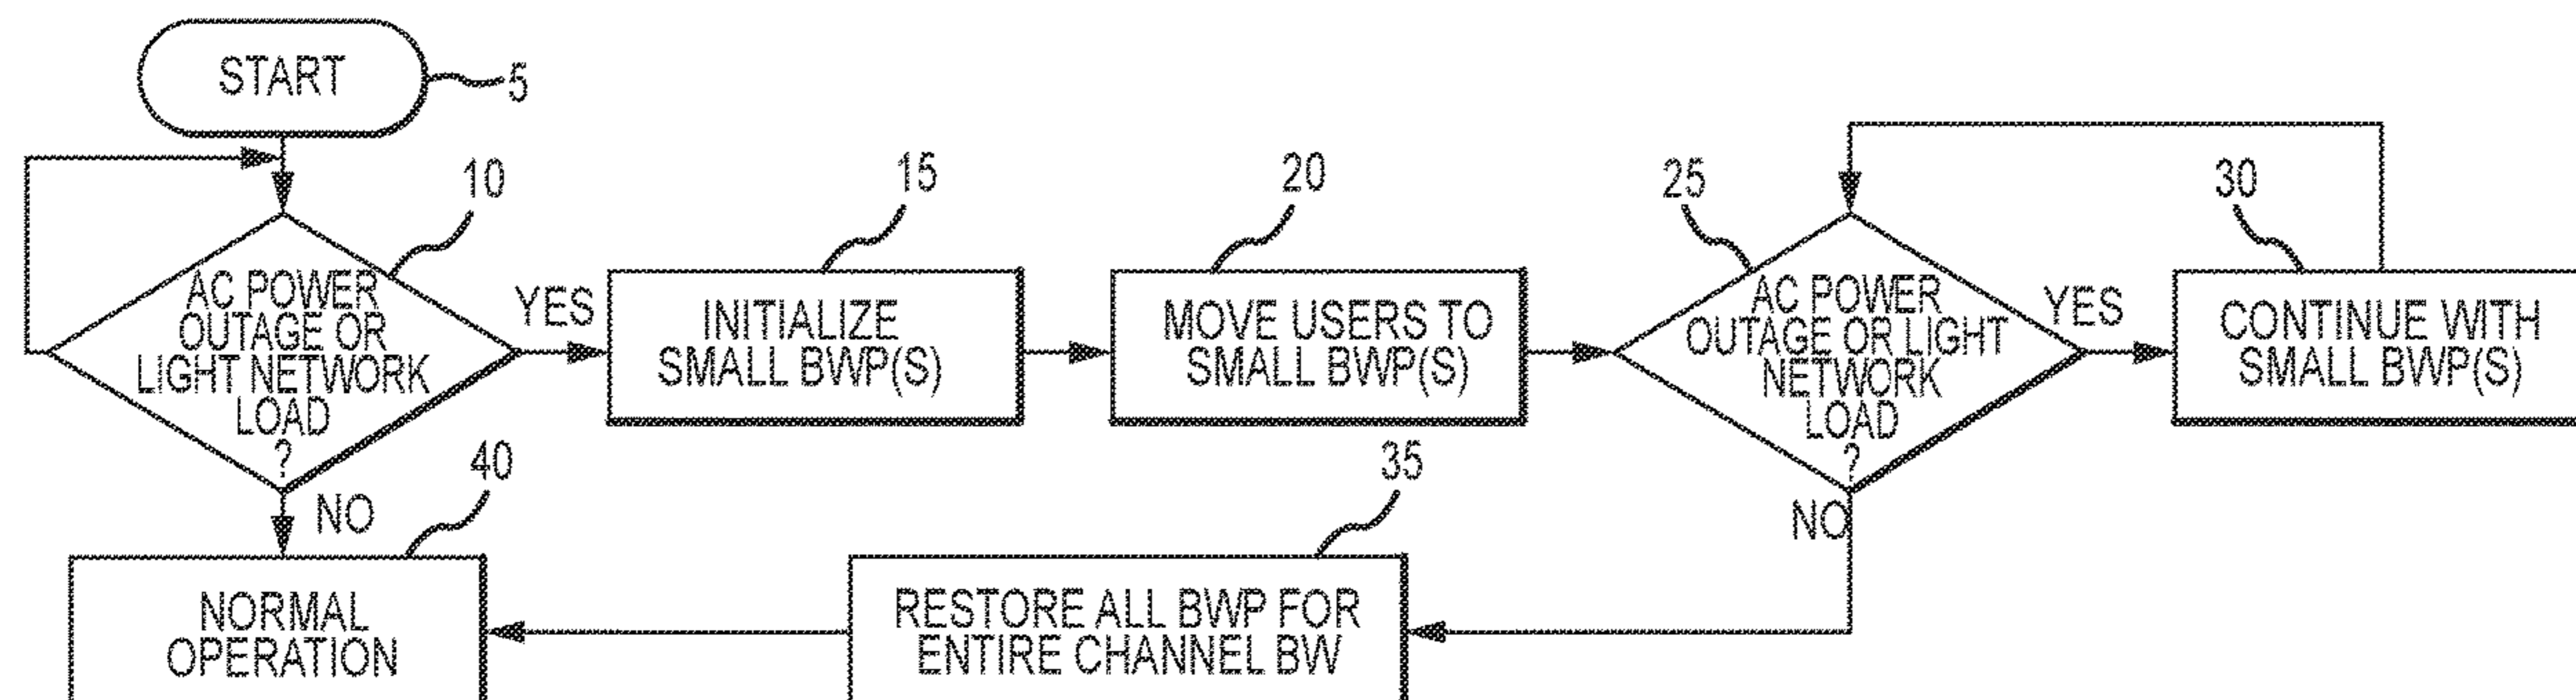 START
5
10
AC POWER
OUTAGE OR
LIGHT NETWORK
LOAD
?
YES
NO
15
INITIALIZE
SMALL BWP(S)
20
MOVE USERS TO
SMALL BWP(S)
25
AC POWER
OUTAGE OR LIGHT
NETWORK
LOAD
?
YES
NO
30
CONTINUE WITH
SMALL BWP(S)
35
RESTORE ALL BWP FOR
ENTIRE CHANNEL BW
40
NORMAL
OPERATION